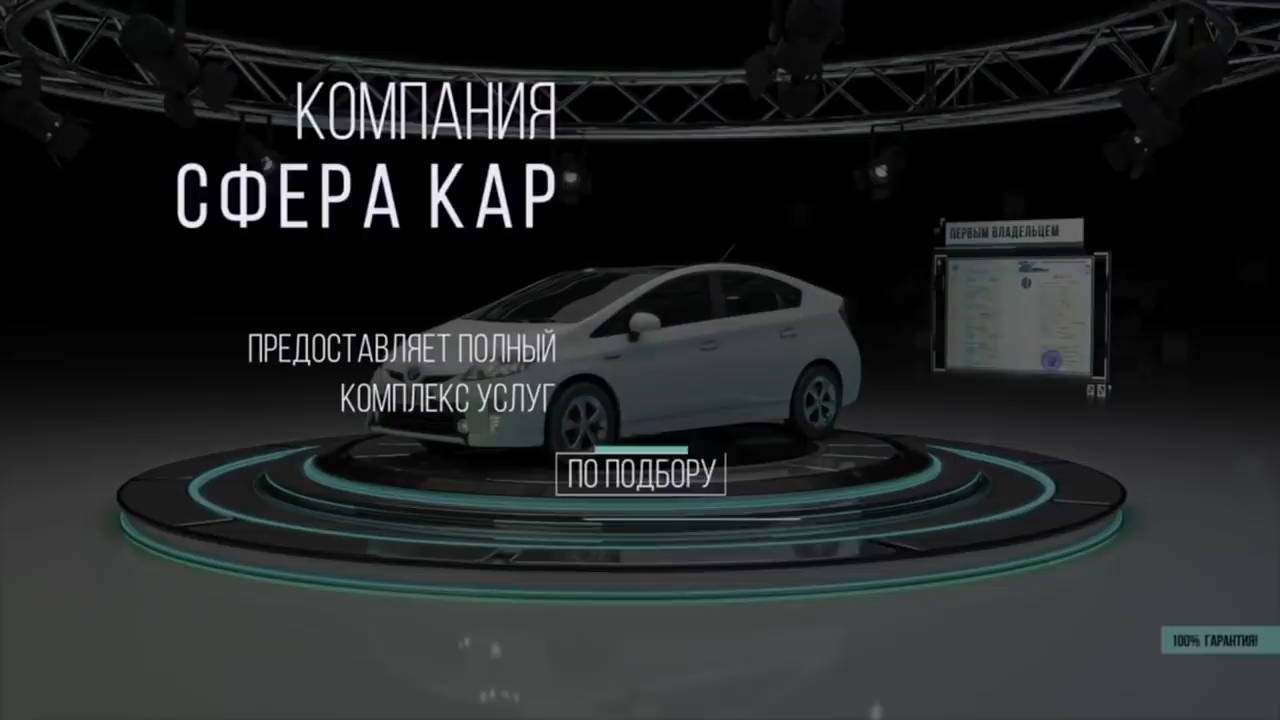 КОМПАНИЯ
СФЕРА КАР
ПРЕДОСТАВЛЯЕТ ПОЛНЫЙ
КОМПЛЕКС УСЛУГ
ПО ПОДБОРУ
ПЕРВЫМ ВЛАДЕЛЬЦЕМ
100% ГАРАНТИЯ!